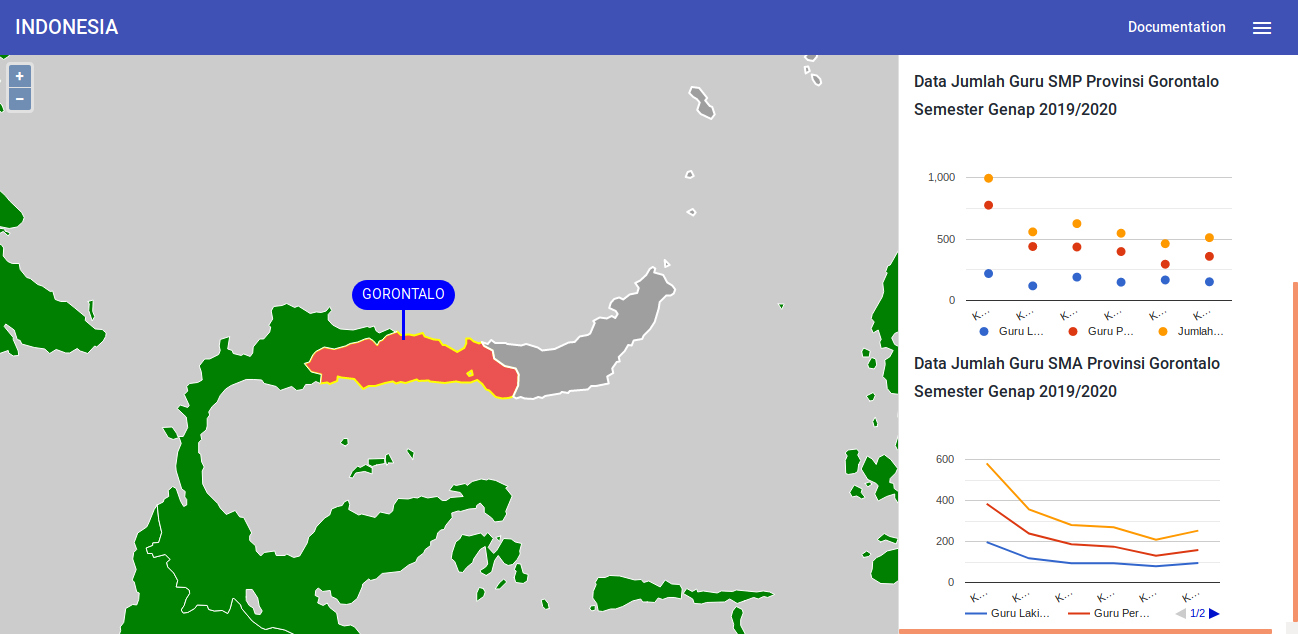 INDONESIA
Documentation
+
−
GORONTALO
Data Jumlah Guru SMP Provinsi Gorontalo
Semester Genap 2019/2020
1,000
500
0
K… K… K… K… K… K…
Guru L… Guru P… Jumlah…
Data Jumlah Guru SMA Provinsi Gorontalo
Semester Genap 2019/2020
600
400
200
0
K… K… K… K… K… K…
Guru Laki… Guru Per… 1/2